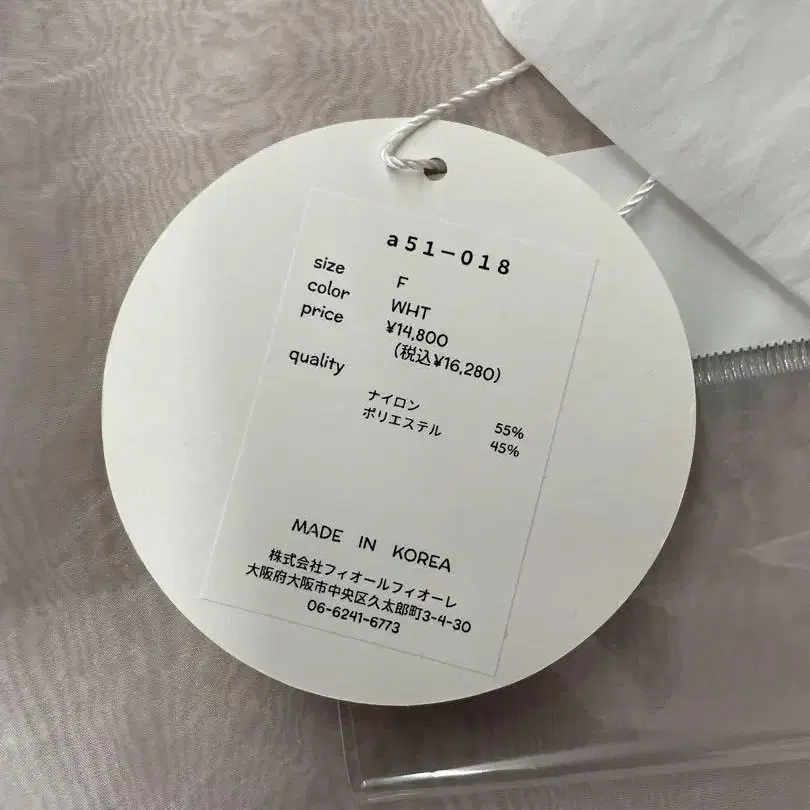 a51-018
size F
color WHT
price ¥14,800
(税込¥16,280)
quality
ナイロン 55%
ポリエステル 45%
MADE IN KOREA
株式会社フィオールフィオーレ
大阪府大阪市中央区久太郎町3-4-30
06-6241-6773